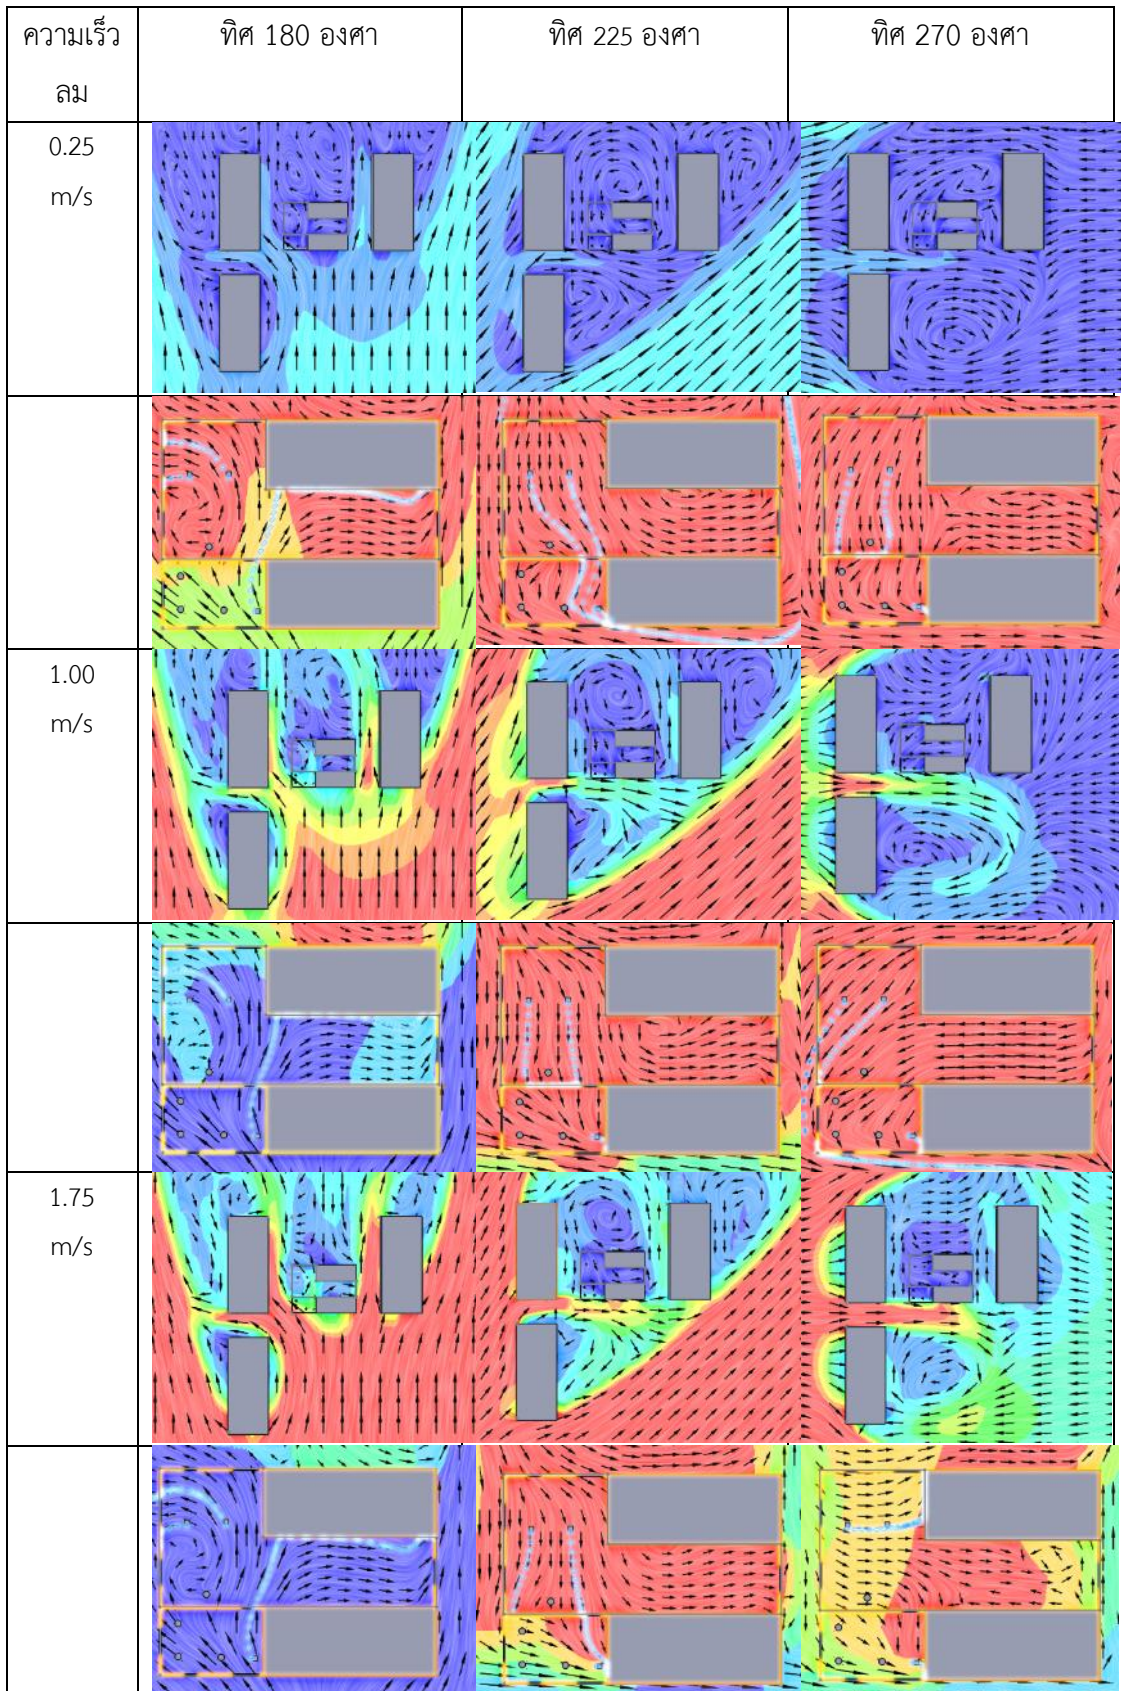 ความเร็ว
ลม
ทิศ 180 องศา
ทิศ 225 องศา
ทิศ 270 องศา
0.25
m/s
1.00
m/s
1.75
m/s